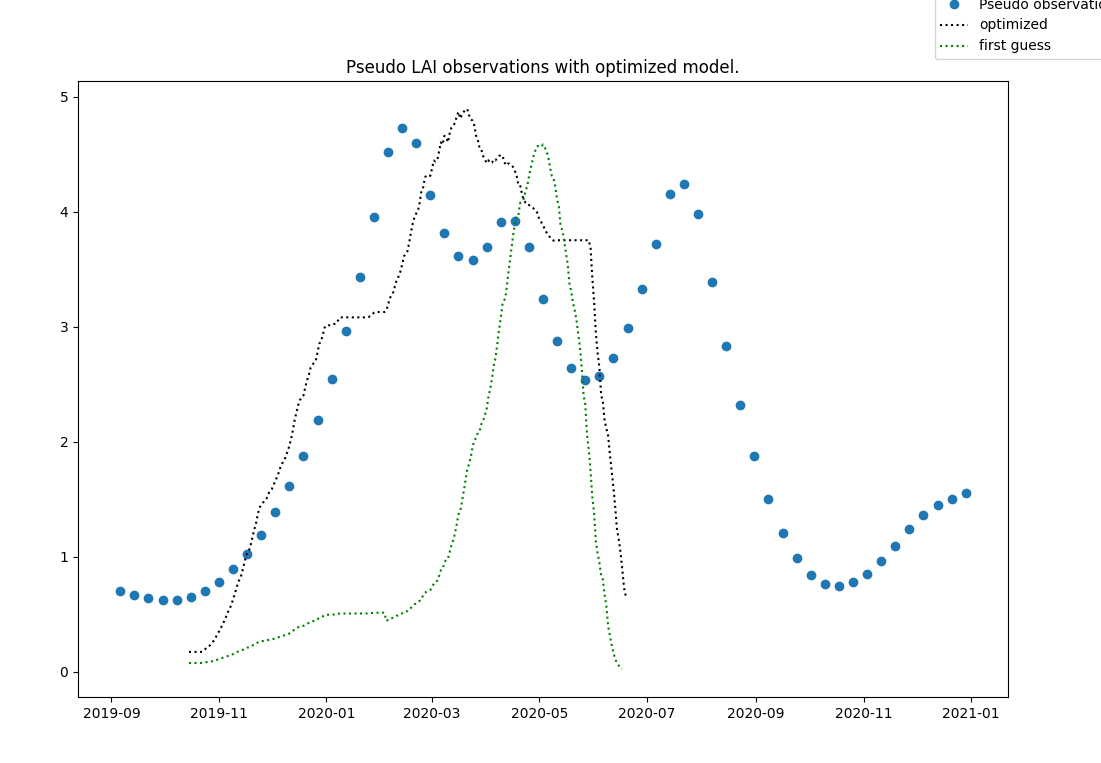 Pseudo
optimized
first guess
Pseudo LAI observations with optimized model.
5
4
3
2
1
0
2019-09 2019-11 2020-01 2020-03 2020-05 2020-07 2020-09 2020-11 2021-01